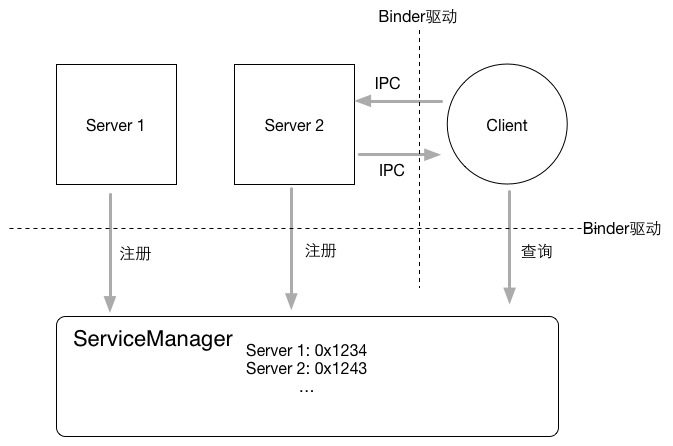 Binder驱动
IPC
Server 1
Server 2
Client
IPC
Binder驱动
注册
注册
查询
ServiceManager
Server 1: 0x1234
Server 2: 0x1243
...